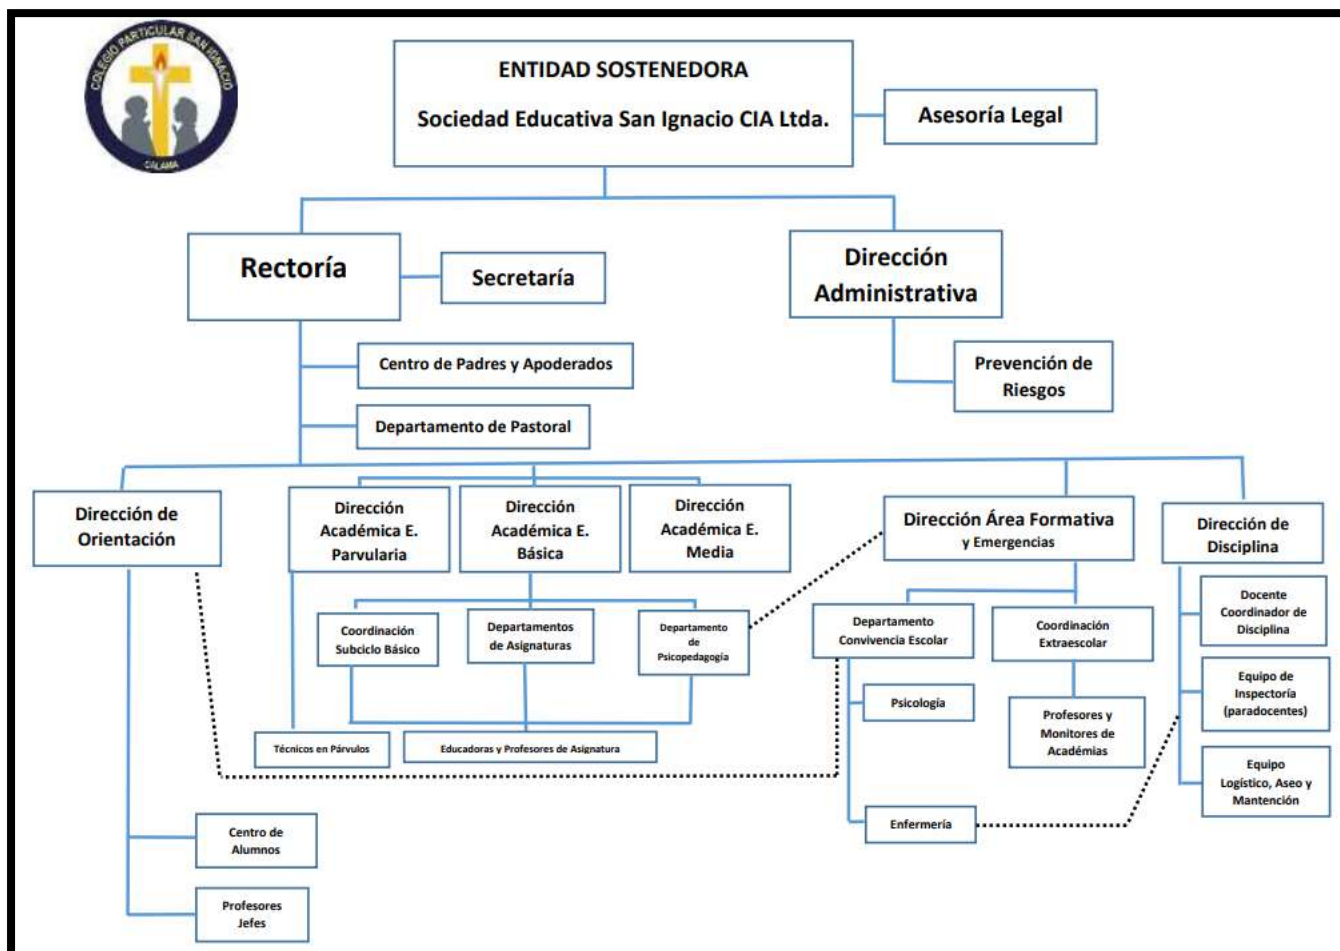 COLEGIO PARTICULAR SAN IGNACIO
CALAMA
ENTIDAD SOSTENEDORA
Sociedad Educativa San Ignacio CIA Ltda.
Asesoría Legal
Rectoría
Secretaría
Dirección
Administrativa
Centro de Padres y Apoderados
Prevención de
Riesgos
Departamento de Pastoral
Dirección de
Orientación
Dirección
Académica E.
Parvularia
Dirección
Académica E.
Básica
Dirección
Académica E.
Media
Dirección Área Formativa
y Emergencias
Dirección de
Disciplina
Coordinación
Subciclo Básico
Departamentos
de Asignaturas
Departamento
de
Psicopedagogía
Departamento
Convivencia Escolar
Coordinación
Extraescolar
Docente
Coordinador de
Disciplina
Psicología
Equipo de
Inspectoría
(paradocentes)
Técnicos en Párvulos
Educadoras y Profesores de Asignatura
Profesores y
Monitores de
Académias
Equipo
Logístico, Aseo y
Mantención
Enfermería
Centro de
Alumnos
Profesores
Jefes